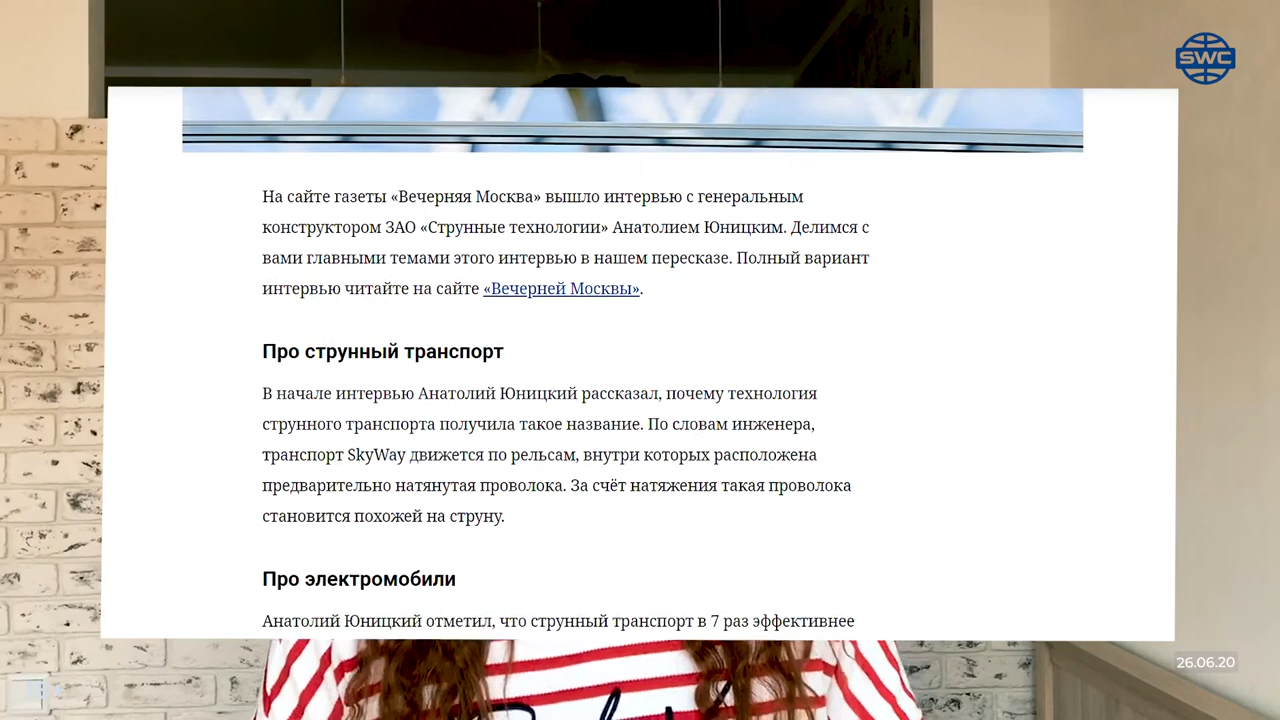 SWC
На сайте газеты «Вечерняя Москва» вышло интервью с генеральным
конструктором ЗАО «Струнные технологии» Анатолием Юницким. Делимся с
вами главными темами этого интервью в нашем пересказе. Полный вариант
интервью читайте на сайте «Вечерней Москвы».
Про струнный транспорт
В начале интервью Анатолий Юницкий рассказал, почему технология
струнного транспорта получила такое название. По словам инженера,
транспорт SkyWay движется по рельсам, внутри которых расположена
предварительно натянутая проволока. За счёт натяжения такая проволока
становится похожей на струну.
Про электромобили
Анатолий Юницкий отметил, что струнный транспорт в 7 раз эффективнее
26.06.20